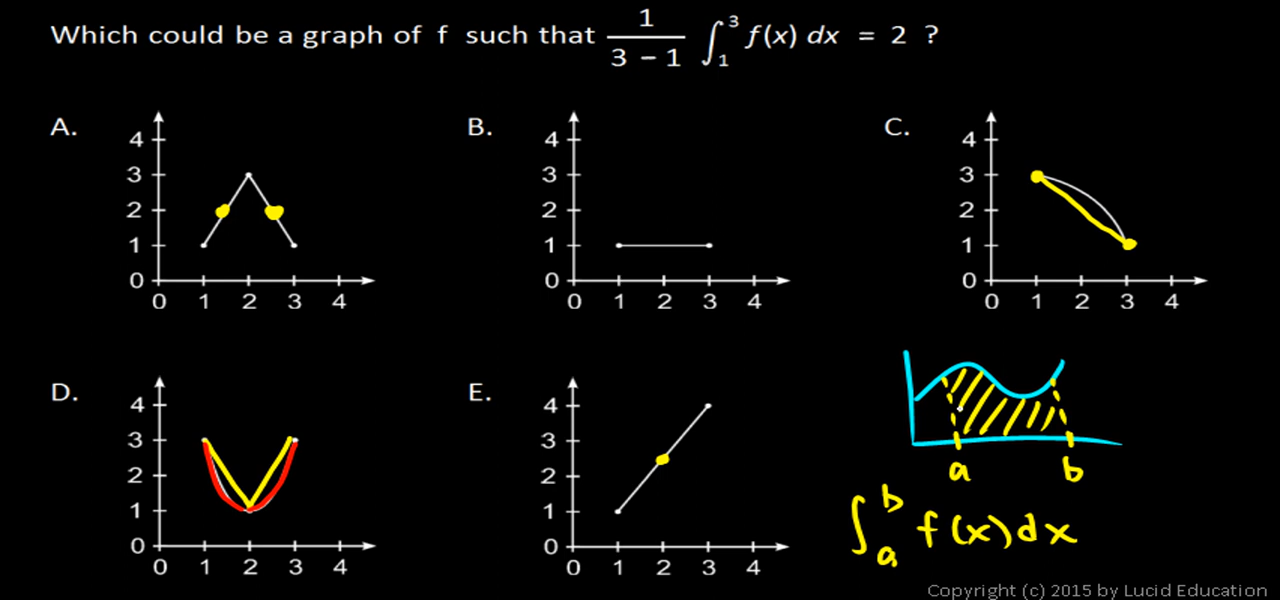 Which could be a graph of f such that 1/(3 − 1) ∫₁³ f(x) dx = 2 ?
A.
4
3
2
1
0
0 1 2 3 4
B.
4
3
2
1
0
0 1 2 3 4
C.
4
3
2
1
0
0 1 2 3 4
D.
4
3
2
1
0
0 1 2 3 4
E.
4
3
2
1
0
0 1 2 3 4
a b
∫ₐᵇ f(x)dx
Copyright (c) 2015 by Lucid Education